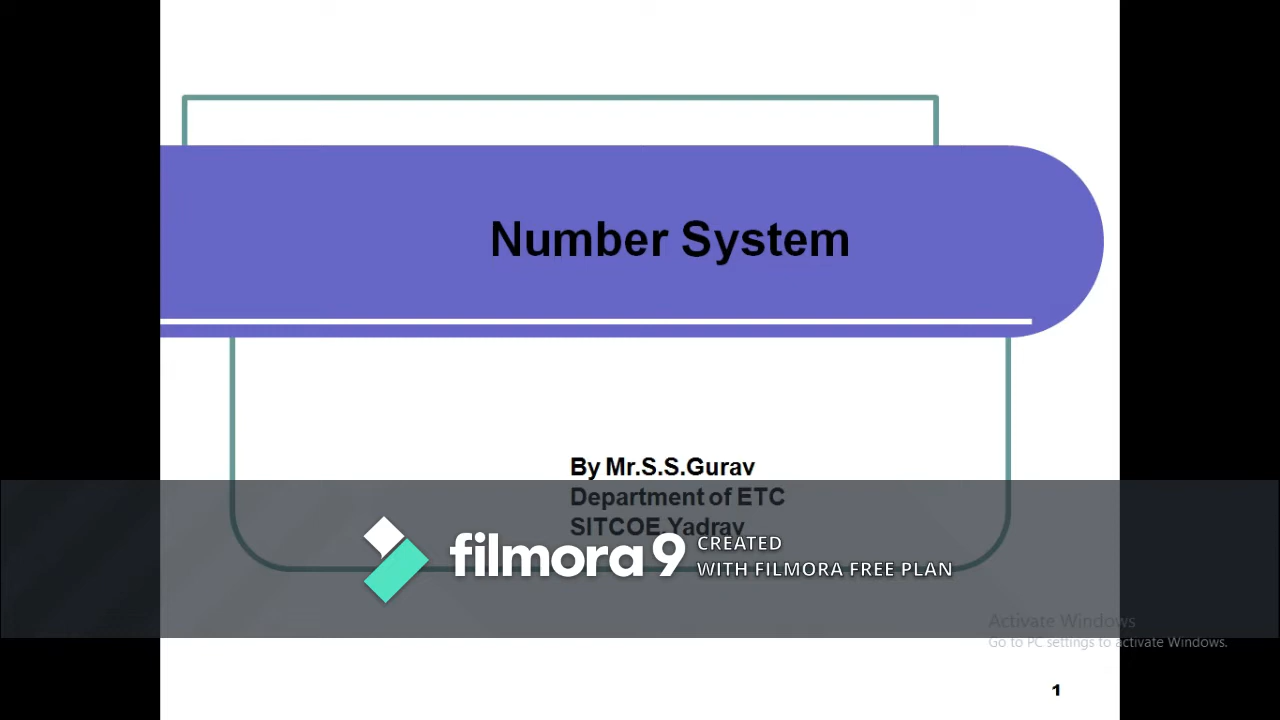 Number System
By Mr.S.S.Gurav
Department of ETC
SITCOE,Yadrav
filmora9 CREATED
WITH FILMORA FREE PLAN
Activate Windows
Go to PC settings to activate Windows.
1